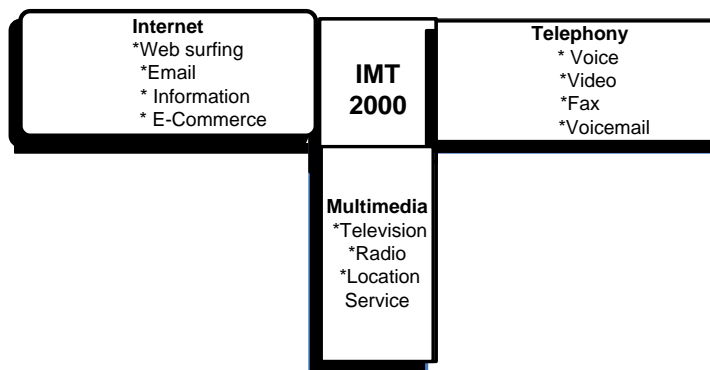 Internet
*Web surfing
*Email
* Information
* E-Commerce
IMT
2000
Telephony
* Voice
*Video
*Fax
*Voicemail
Multimedia
*Television
*Radio
*Location
Service